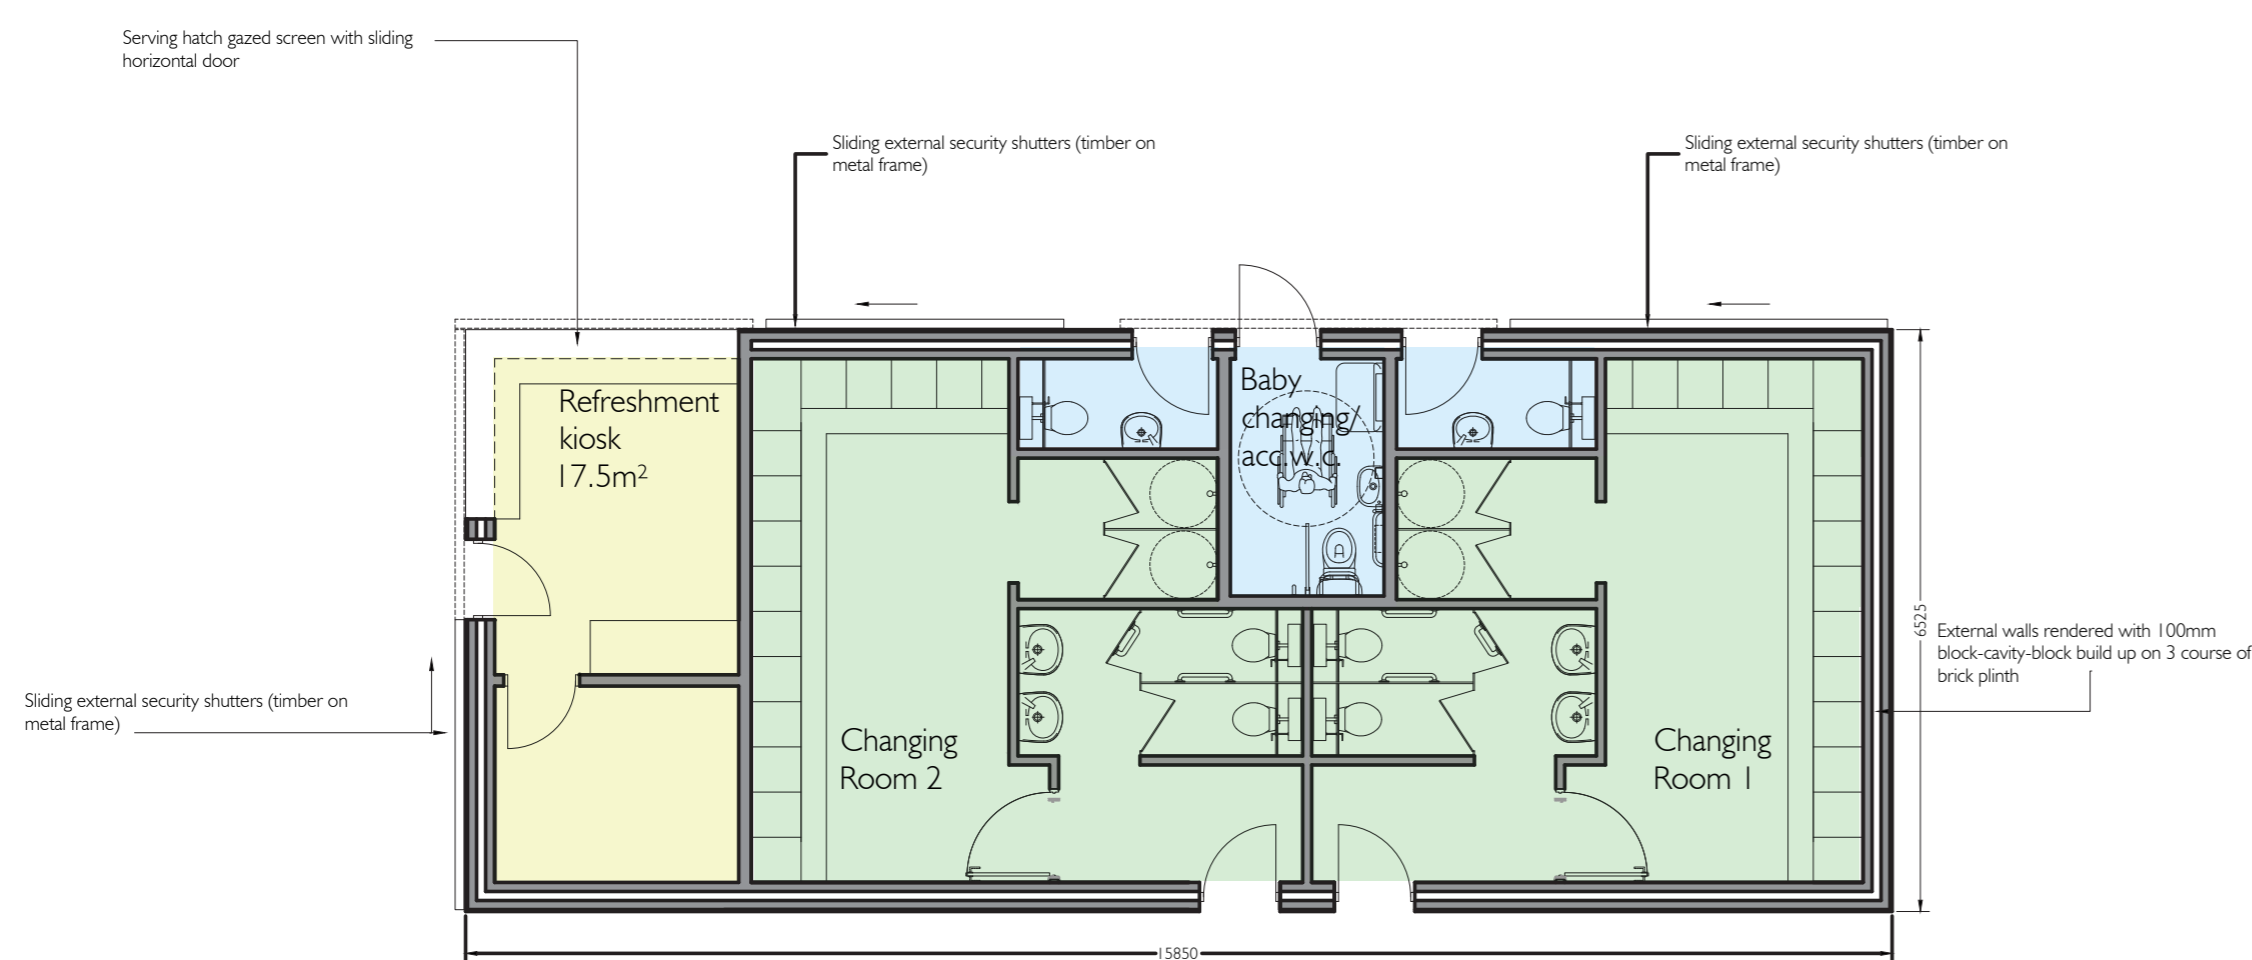 Serving hatch gazed screen with sliding
horizontal door
Sliding external security shutters (timber on
metal frame)
Sliding external security shutters (timber on
metal frame)
Refreshment
kiosk
17.5m²
Baby
changing/
acc.w.c.
6525
External walls rendered with 100mm
block-cavity-block build up on 3 course of
brick plinth
Sliding external security shutters (timber on
metal frame)
Changing
Room 2
Changing
Room 1
15850